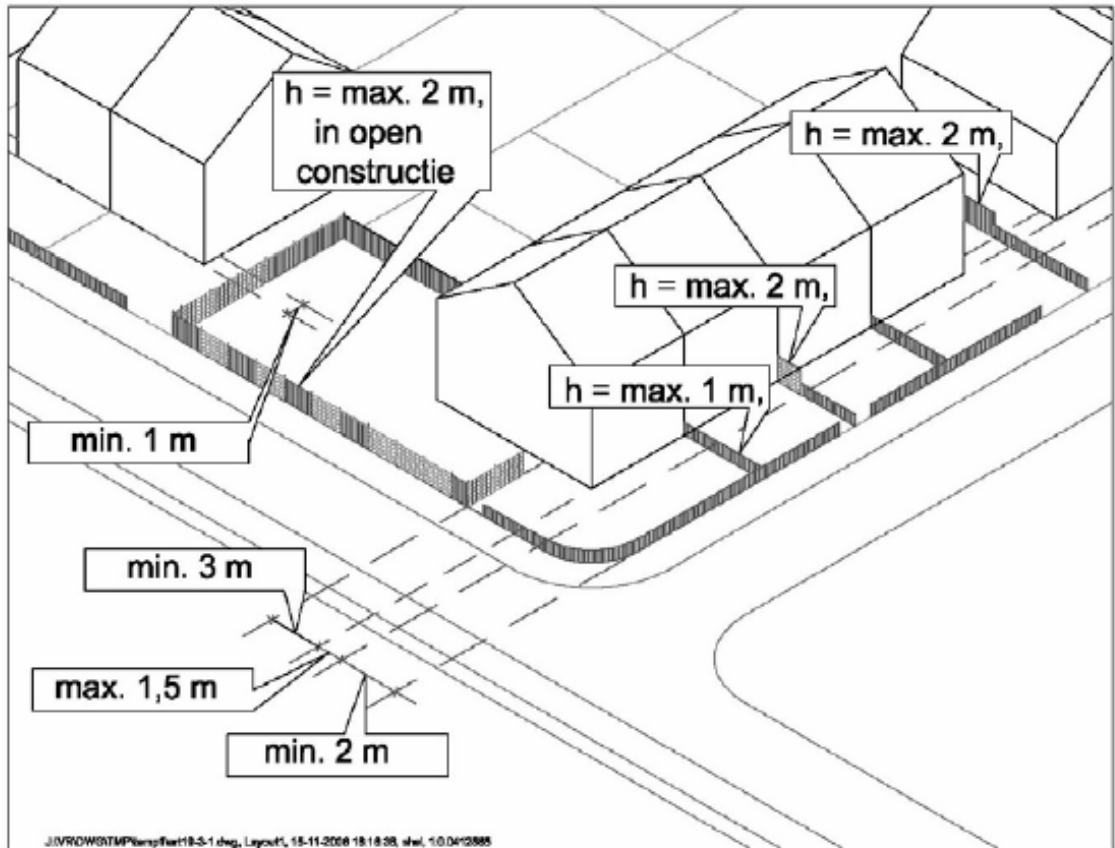 h = max. 2 m,
in open
constructie
h = max. 2 m,
h = max. 2 m,
h = max. 1 m,
min. 1 m
min. 3 m
max. 1,5 m
min. 2 m
Layout1,